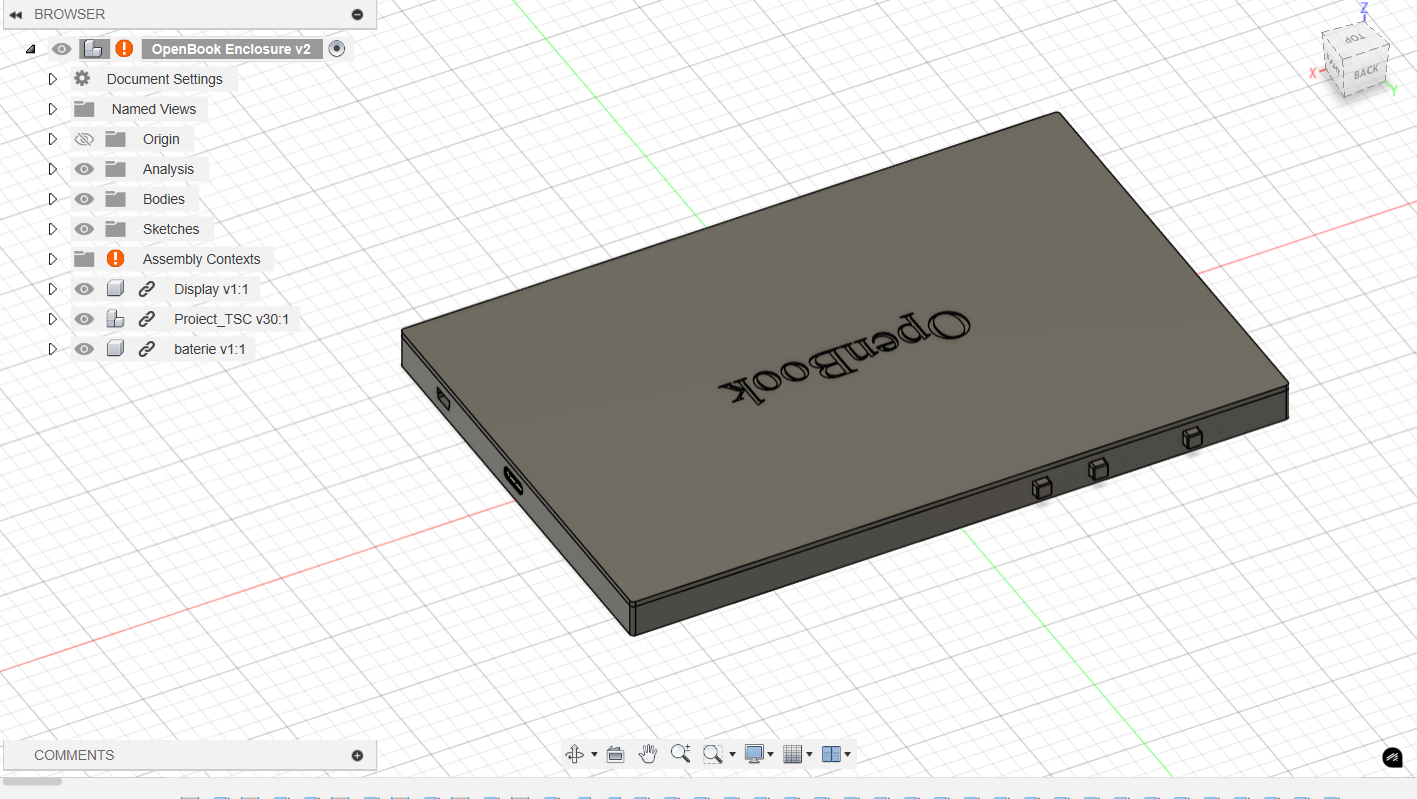 BROWSER
OpenBook Enclosure v2
Document Settings
Named Views
Origin
Analysis
Bodies
Sketches
Assembly Contexts
Display v1:1
Proiect_TSC v30:1
baterie v1:1
OpenBook
Z
TOP
X
BACK
Y
COMMENTS